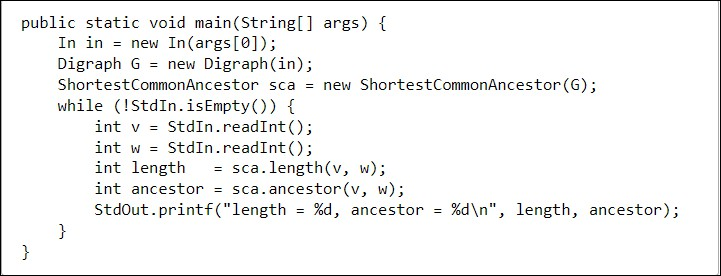 public static void main(String[] args) {
    In in = new In(args[0]);
    Digraph G = new Digraph(in);
    ShortestCommonAncestor sca = new ShortestCommonAncestor(G);
    while (!StdIn.isEmpty()) {
        int v = StdIn.readInt();
        int w = StdIn.readInt();
        int length   = sca.length(v, w);
        int ancestor = sca.ancestor(v, w);
        StdOut.printf("length = %d, ancestor = %d\n", length, ancestor);
    }
}